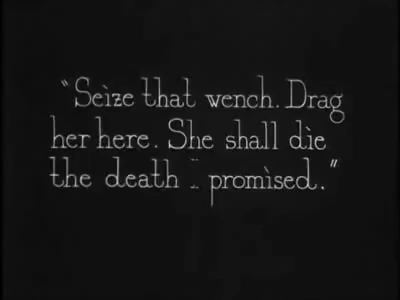 "Seize that wench. Drag
her here. She shall die
the death I promised."